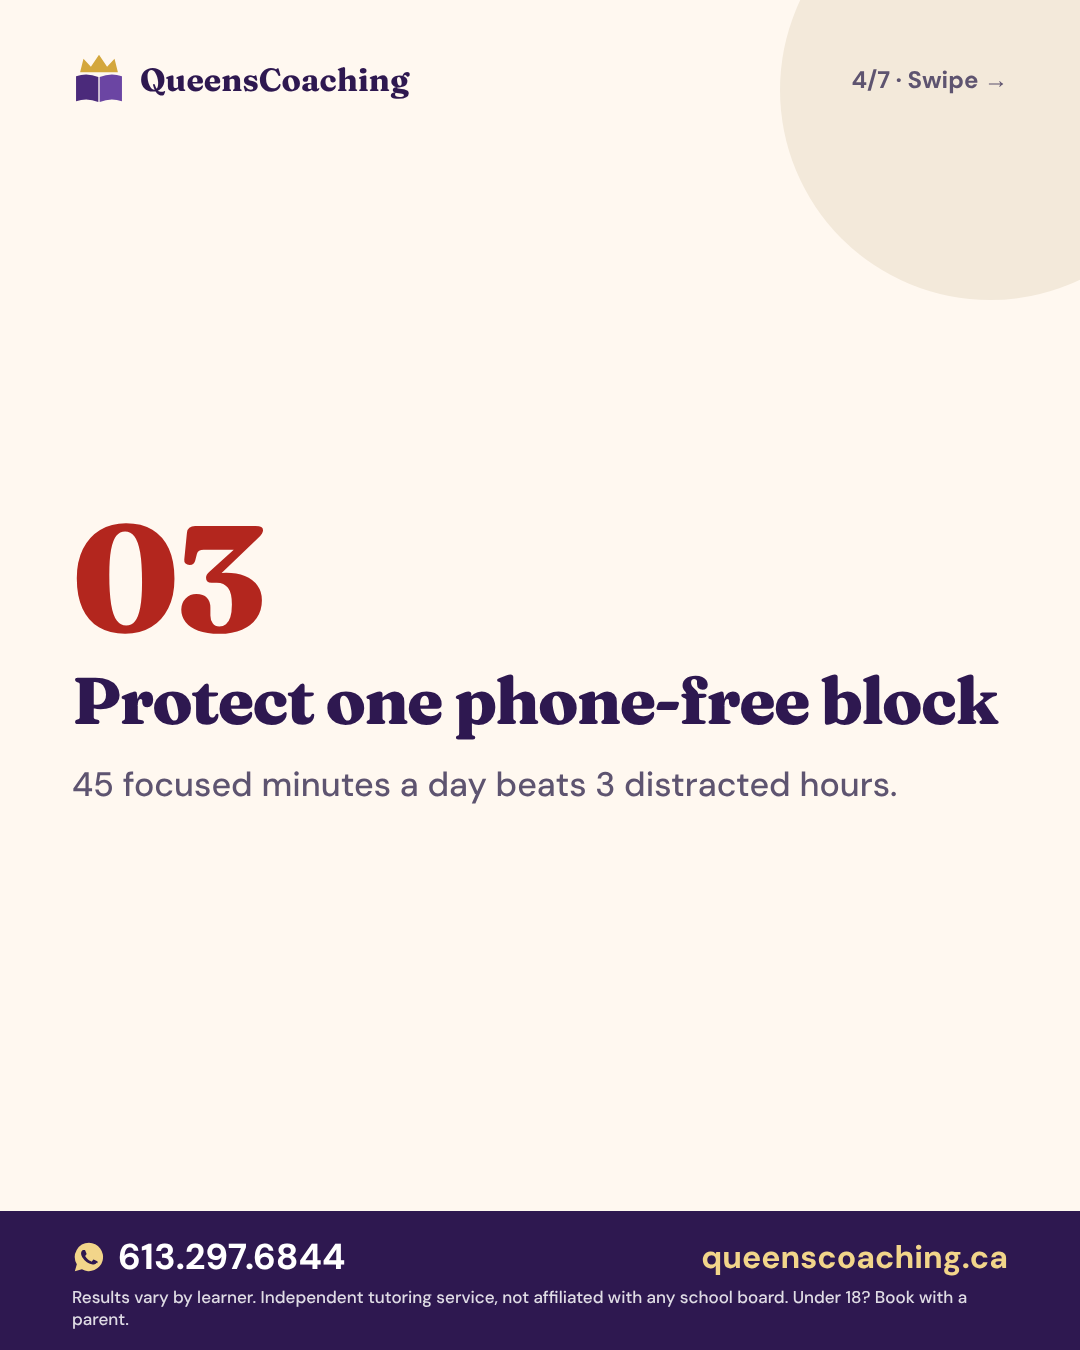 QueensCoaching
4/7 · Swipe →
03
Protect one phone-free block
45 focused minutes a day beats 3 distracted hours.
613.297.6844
queenscoaching.ca
Results vary by learner. Independent tutoring service, not affiliated with any school board. Under 18? Book with a
parent.